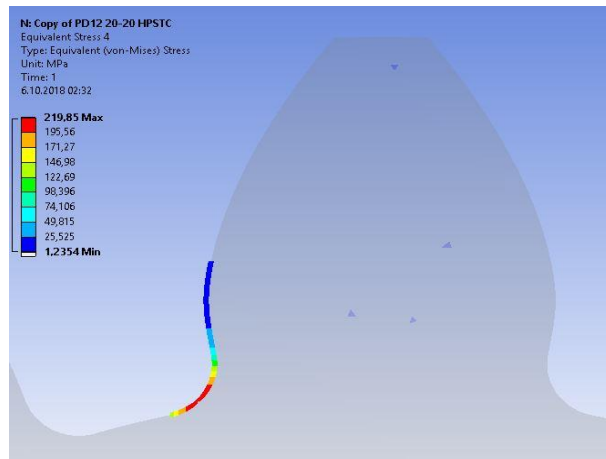 N: Copy of PD12 20-20 HPSTC
Equivalent Stress 4
Type: Equivalent (von-Mises) Stress
Unit: MPa
Time: 1
6.10.2018 02:32
219,85 Max
195,56
171,27
146,98
122,69
98,396
74,106
49,815
25,525
1,2354 Min